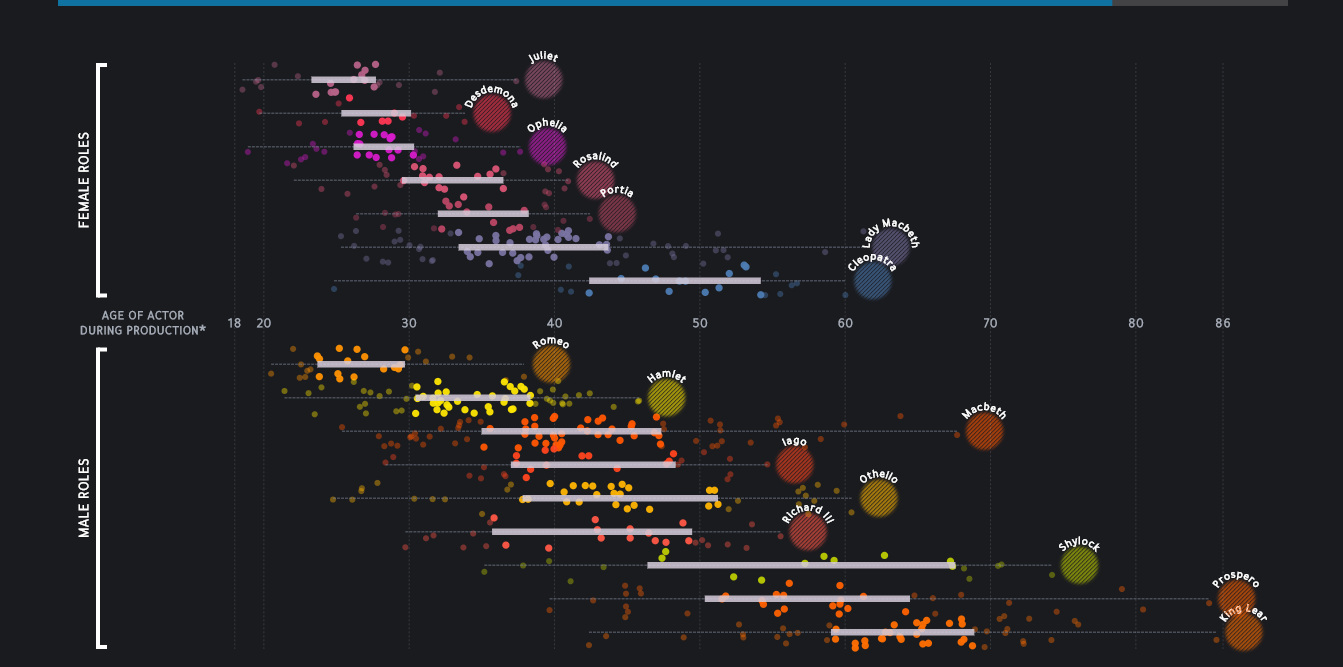 Juliet
Desdemona
Ophelia
Rosalind
Portia
Lady Macbeth
Cleopatra
FEMALE ROLES
AGE OF ACTOR
DURING PRODUCTION*
18 20 30 40 50 60 70 80 86
Romeo
Hamlet
Macbeth
Iago
Othello
Richard III
Shylock
Prospero
King Lear
MALE ROLES